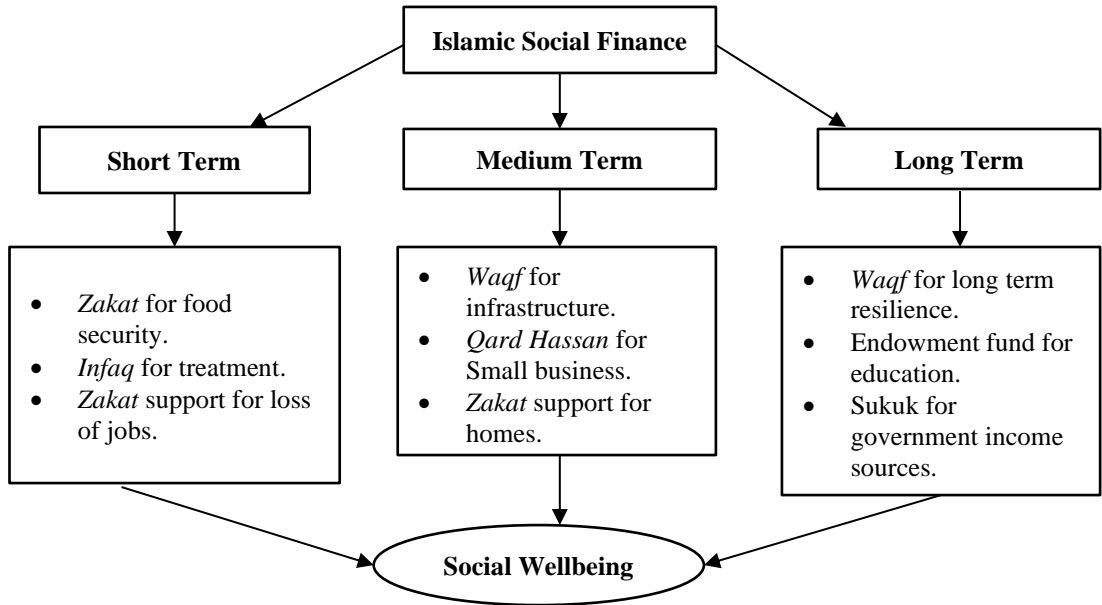 Islamic Social Finance
Short Term
Medium Term
Long Term
• Zakat for food
security.
• Infaq for treatment.
• Zakat support for loss
of jobs.
• Waqf for
infrastructure.
• Qard Hassan for
Small business.
• Zakat support for
homes.
• Waqf for long term
resilience.
• Endowment fund for
education.
• Sukuk for
government income
sources.
Social Wellbeing